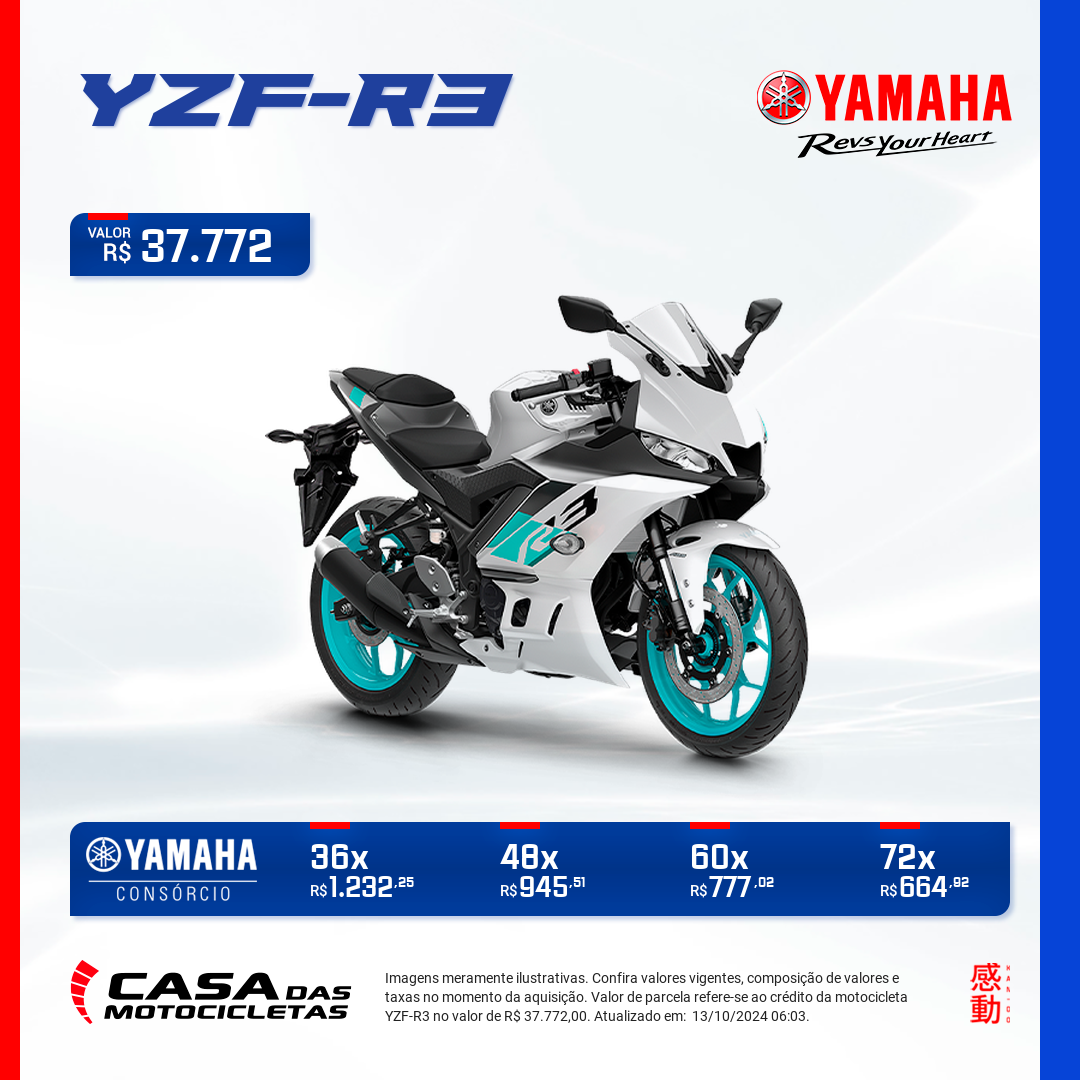 YZF-R3
YAMAHA
Revs Your Heart
VALOR
R$ 37.772
R3
YAMAHA
CONSÓRCIO
36x
R$ 1.232,25
48x
R$ 945,51
60x
R$ 777,02
72x
R$ 664,92
CASA DAS
MOTOCICLETAS
Imagens meramente ilustrativas. Confira valores vigentes, composição de valores e
taxas no momento da aquisição. Valor de parcela refere-se ao crédito da motocicleta
YZF-R3 no valor de R$ 37.772,00. Atualizado em: 13/10/2024 06:03.
感動